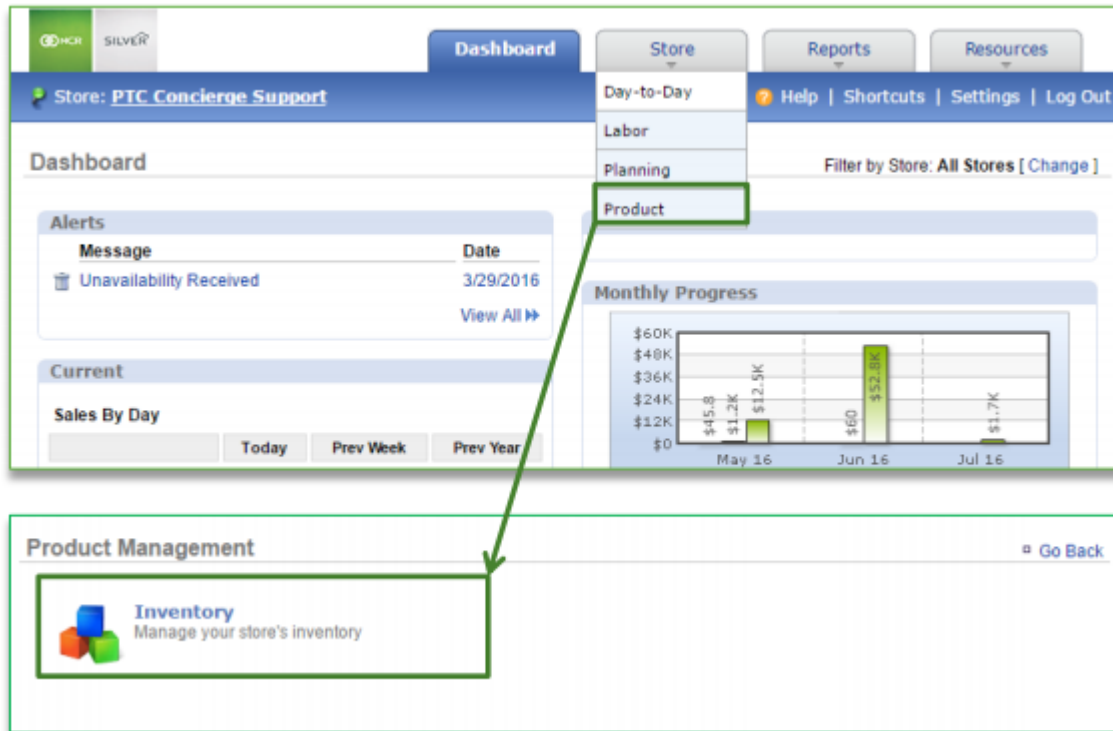 NCR SILVER
Dashboard Store Reports Resources
Store: PTC Concierge Support
Help | Shortcuts | Settings | Log Out
Day-to-Day
Labor
Planning
Product
Dashboard
Filter by Store: All Stores [ Change ]
Alerts
Message Date
Unavailability Received 3/29/2016
View All
Current
Sales By Day
Today Prev Week Prev Year
Monthly Progress
$60K
$48K
$36K
$24K
$12K
$0
$45.8
$1.2K
$12.5K
$60
$52.8K
$1.7K
May 16 Jun 16 Jul 16
Product Management
Go Back
Inventory
Manage your store's inventory